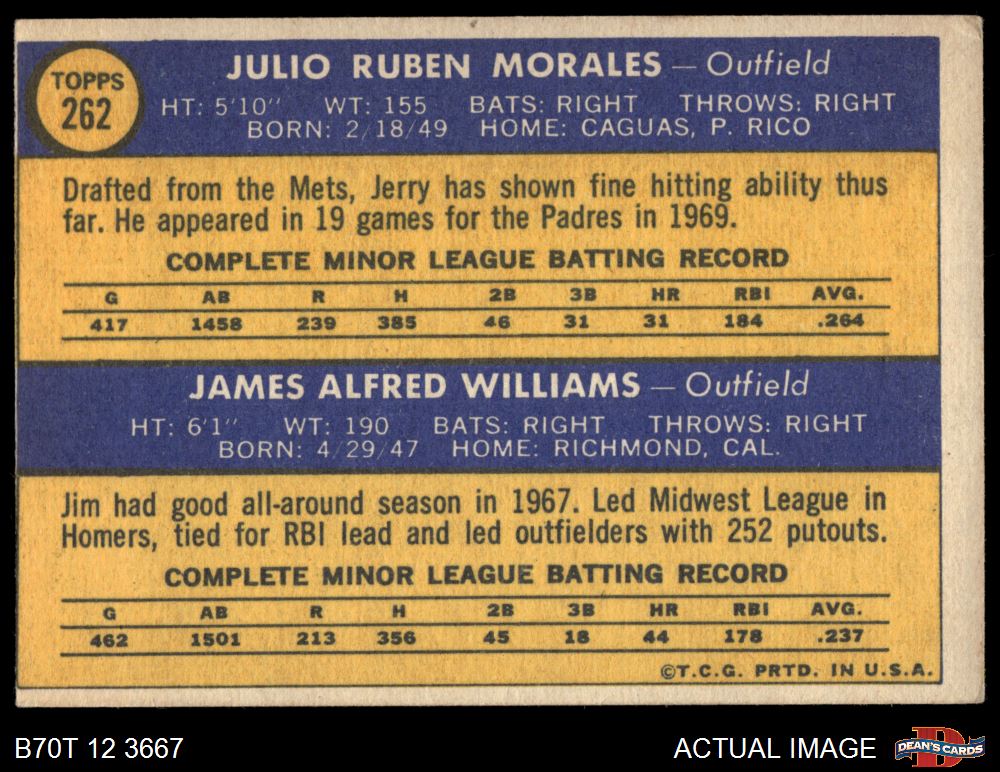 TOPPS
262
JULIO RUBEN MORALES — Outfield
HT: 5'10" WT: 155 BATS: RIGHT THROWS: RIGHT
BORN: 2/18/49 HOME: CAGUAS, P. RICO
Drafted from the Mets, Jerry has shown fine hitting ability thus
far. He appeared in 19 games for the Padres in 1969.
COMPLETE MINOR LEAGUE BATTING RECORD
G AB R H 2B 3B HR RBI AVG.
417 1458 239 385 46 31 31 184 .264
JAMES ALFRED WILLIAMS — Outfield
HT: 6'1" WT: 190 BATS: RIGHT THROWS: RIGHT
BORN: 4/29/47 HOME: RICHMOND, CAL.
Jim had good all-around season in 1967. Led Midwest League in
Homers, tied for RBI lead and led outfielders with 252 putouts.
COMPLETE MINOR LEAGUE BATTING RECORD
G AB R H 2B 3B HR RBI AVG.
462 1501 213 356 45 18 44 178 .237
©T.C.G. PRTD. IN U.S.A.
B70T 12 3667 ACTUAL IMAGE
D
DEAN'S CARDS